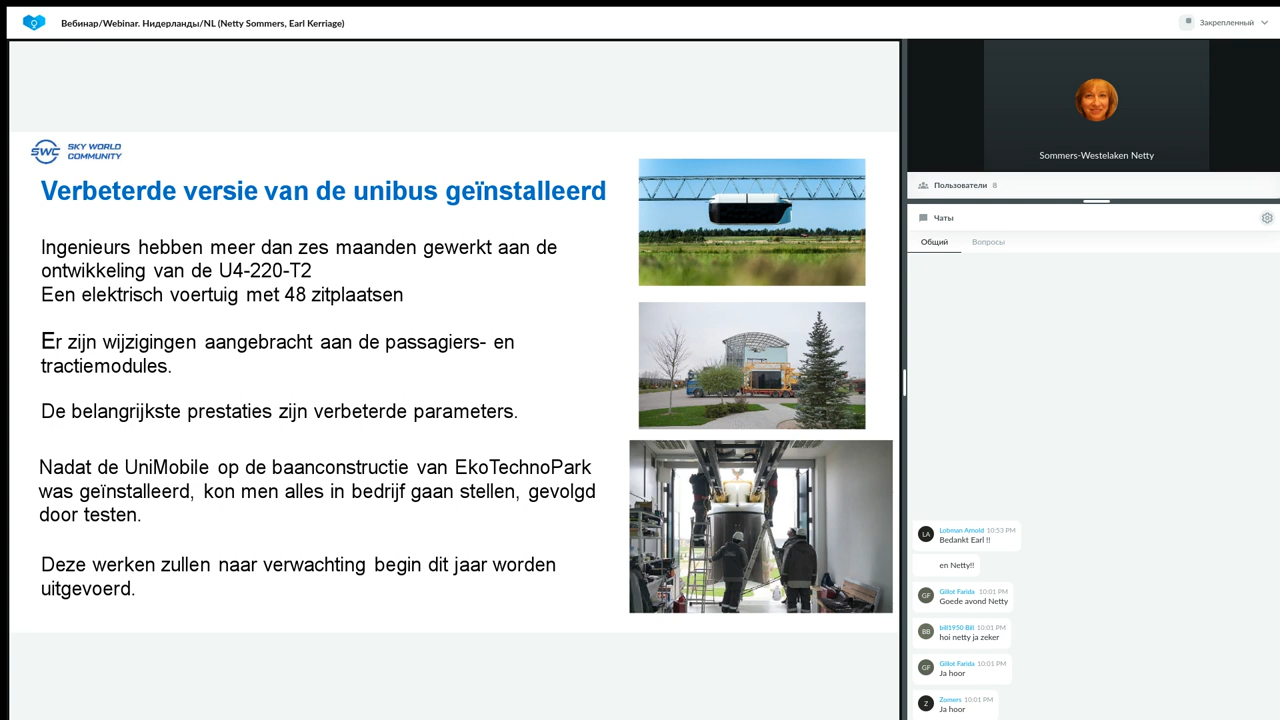 Вебинар/Webinar. Нидерланды/NL (Netty Sommers, Earl Kerriage)
Закрепленный
SWC SKY WORLD
COMMUNITY
Verbeterde versie van de unibus geïnstalleerd
Ingenieurs hebben meer dan zes maanden gewerkt aan de
ontwikkeling van de U4-220-T2
Een elektrisch voertuig met 48 zitplaatsen
Er zijn wijzigingen aangebracht aan de passagiers- en
tractiemodules.
De belangrijkste prestaties zijn verbeterde parameters.
Nadat de UniMobile op de baanconstructie van EkoTechnoPark
was geïnstalleerd, kon men alles in bedrijf gaan stellen, gevolgd
door testen.
Deze werken zullen naar verwachting begin dit jaar worden
uitgevoerd.
Sommers-Westelaken Netty
Пользователи 8
Чаты
Общий Вопросы
LA Lobman Arnold 10:53 PM
Bedankt Earl !!
en Netty!!
GF Gillot Farida 10:01 PM
Goede avond Netty
BB bill1950 Bill 10:01 PM
hoi netty ja zeker
GF Gillot Farida 10:01 PM
Ja hoor
Z Zomers 10:01 PM
Ja hoor